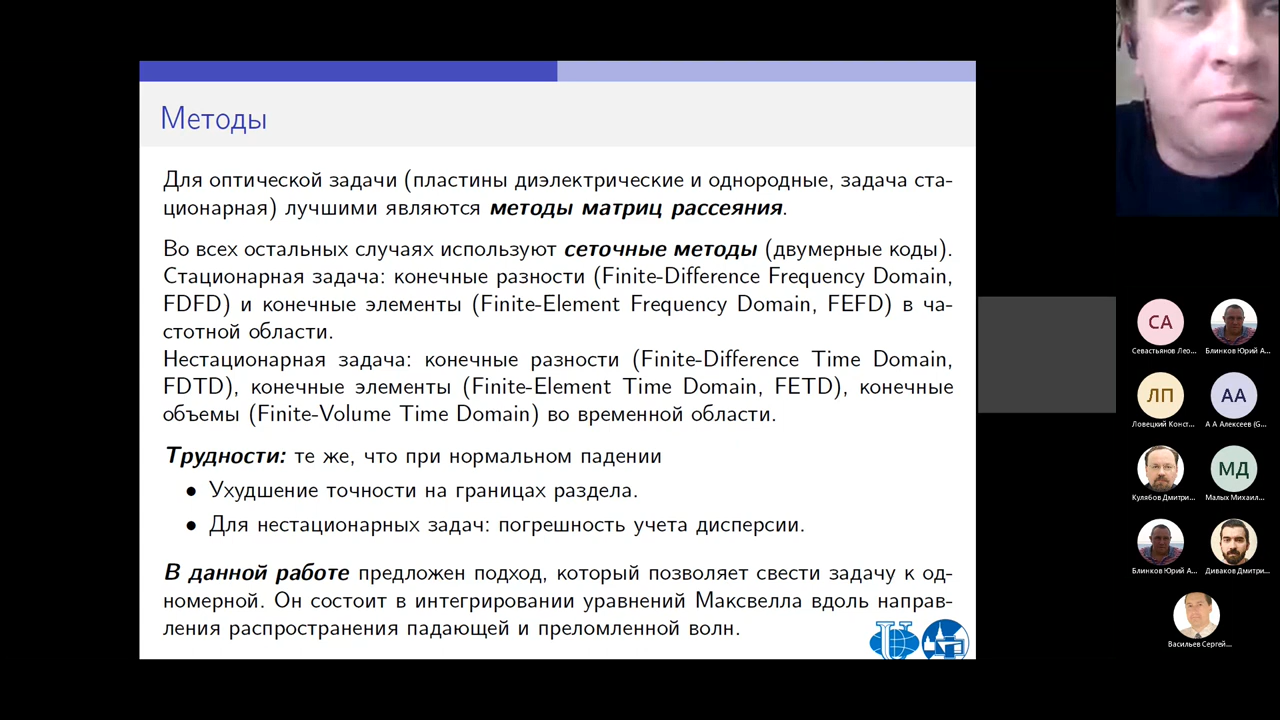 Методы
Для оптической задачи (пластины диэлектрические и однородные, задача ста-
ционарная) лучшими являются методы матриц рассеяния.
Во всех остальных случаях используют сеточные методы (двумерные коды).
Стационарная задача: конечные разности (Finite-Difference Frequency Domain,
FDFD) и конечные элементы (Finite-Element Frequency Domain, FEFD) в ча-
стотной области.
Нестационарная задача: конечные разности (Finite-Difference Time Domain,
FDTD), конечные элементы (Finite-Element Time Domain, FETD), конечные
объемы (Finite-Volume Time Domain) во временной области.
Трудности: те же, что при нормальном падении
• Ухудшение точности на границах раздела.
• Для нестационарных задач: погрешность учета дисперсии.
В данной работе предложен подход, который позволяет свести задачу к од-
номерной. Он состоит в интегрировании уравнений Максвелла вдоль направ-
ления распространения падающей и преломленной волн.
СА
Севастьянов Лео...
Блинков Юрий А...
ЛП
АА
Ловецкий Конст...
А А Алексеев (G...
МД
Кулябов Дмитри...
Малых Михаил...
Блинков Юрий А...
Диваков Дмитри...
Васильев Сергей...